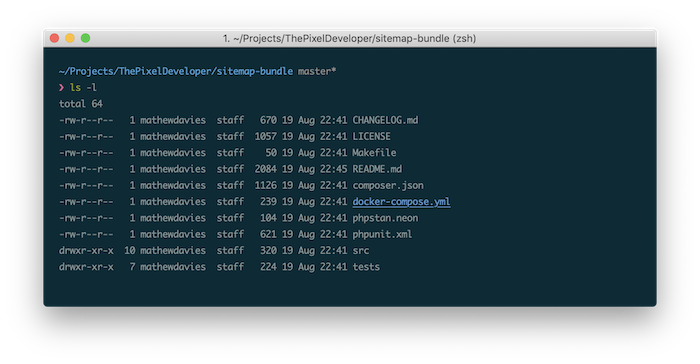 1. ~/Projects/ThePixelDeveloper/sitemap-bundle (zsh)
~/Projects/ThePixelDeveloper/sitemap-bundle master*
❯ ls -l
total 64
-rw-r--r--   1 mathewdavies  staff   670 19 Aug 22:41 CHANGELOG.md
-rw-r--r--   1 mathewdavies  staff  1057 19 Aug 22:41 LICENSE
-rw-r--r--   1 mathewdavies  staff    50 19 Aug 22:41 Makefile
-rw-r--r--   1 mathewdavies  staff  2084 19 Aug 22:45 README.md
-rw-r--r--   1 mathewdavies  staff  1126 19 Aug 22:41 composer.json
-rw-r--r--   1 mathewdavies  staff   239 19 Aug 22:41 docker-compose.yml
-rw-r--r--   1 mathewdavies  staff   104 19 Aug 22:41 phpstan.neon
-rw-r--r--   1 mathewdavies  staff   621 19 Aug 22:41 phpunit.xml
drwxr-xr-x  10 mathewdavies  staff   320 19 Aug 22:41 src
drwxr-xr-x   7 mathewdavies  staff   224 19 Aug 22:41 tests